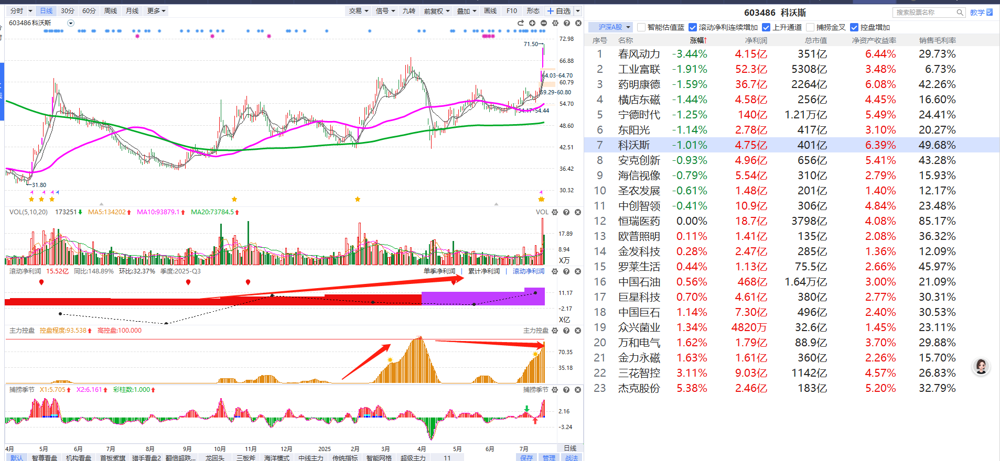 分时 日线 30分 60分 周线 月线 更多 交易 信号 九转 前复权 叠加 画线 F10 形态 自选
603486 科沃斯
72.98
71.50
66.88
64.03-64.70
60.79
59.29-60.80
54.70
54.17-54.44
48.60
42.51
36.42
31.80
30.32
VOL(5,10,20) 173251 MA5:134202 MA10:93879.1 MA20:73784.5 VOL
17.89
8.94
X万
滚动净利润 15.52亿 同比:148.89% 环比:32.37% 季度:2025-Q3 单季净利润 | 累计净利润 | 滚动净利润
11.17
-2.17
X亿
主力控盘 控盘程度:93.538 高控盘:100.000 主力控盘
70.35
35.18
捕捞季节 X1:5.705 X2:6.161 彩柱数:1.000 捕捞季节
2.16
-3.24
4月 5月 6月 7月 8月 9月 10月 11月 12月 2025 2月 3月 4月 5月 6月 7月 日线
默认 智尊看盘 机构看盘 首板紫旗 猎手看盘2 翻倍超跌... 龙回头 三板斧 海洋模式 中线主力 传统指标 智能网格 超级主力 11 保存 管理 战法
603486 科沃斯 搜索股票名称 教学
沪深A股 智能估值蓝 滚动净利连续增加 上升通道 捕捞金叉 控盘增加
序号 名称 涨幅↑ 净利润 总市值 净资产收益率 销售毛利率
1 春风动力 -3.44% 4.15亿 351亿 6.44% 29.73%
2 工业富联 -1.91% 52.3亿 5308亿 3.48% 6.73%
3 药明康德 -1.59% 36.7亿 2264亿 6.08% 42.26%
4 横店东磁 -1.44% 4.58亿 256亿 4.45% 16.60%
5 宁德时代 -1.25% 140亿 1.21万亿 5.49% 24.41%
6 东阳光 -1.14% 2.78亿 417亿 3.10% 20.27%
7 科沃斯 -1.01% 4.75亿 401亿 6.39% 49.68%
8 安克创新 -0.93% 4.96亿 656亿 5.41% 43.28%
9 海信视像 -0.79% 5.54亿 310亿 2.79% 15.93%
10 圣农发展 -0.61% 1.48亿 201亿 1.40% 12.17%
11 中创智领 -0.41% 10.9亿 306亿 4.84% 23.48%
12 恒瑞医药 0.00% 18.7亿 3798亿 4.08% 85.17%
13 欧普照明 0.11% 1.41亿 135亿 2.08% 36.32%
14 金发科技 0.28% 2.47亿 285亿 1.36% 12.09%
15 罗莱生活 0.44% 1.13亿 75.5亿 2.66% 45.97%
16 中国石油 0.56% 468亿 1.64万亿 3.00% 21.09%
17 巨星科技 0.70% 4.61亿 380亿 2.77% 30.31%
18 中国巨石 1.14% 7.30亿 496亿 2.40% 30.53%
19 众兴菌业 1.34% 4820万 32.6亿 1.45% 23.11%
20 万和电气 1.62% 1.79亿 88.9亿 3.70% 29.88%
21 金力永磁 1.63% 1.61亿 360亿 2.26% 15.70%
22 三花智控 3.11% 9.03亿 1142亿 4.57% 26.83%
23 杰克股份 5.38% 2.46亿 183亿 5.20% 32.79%